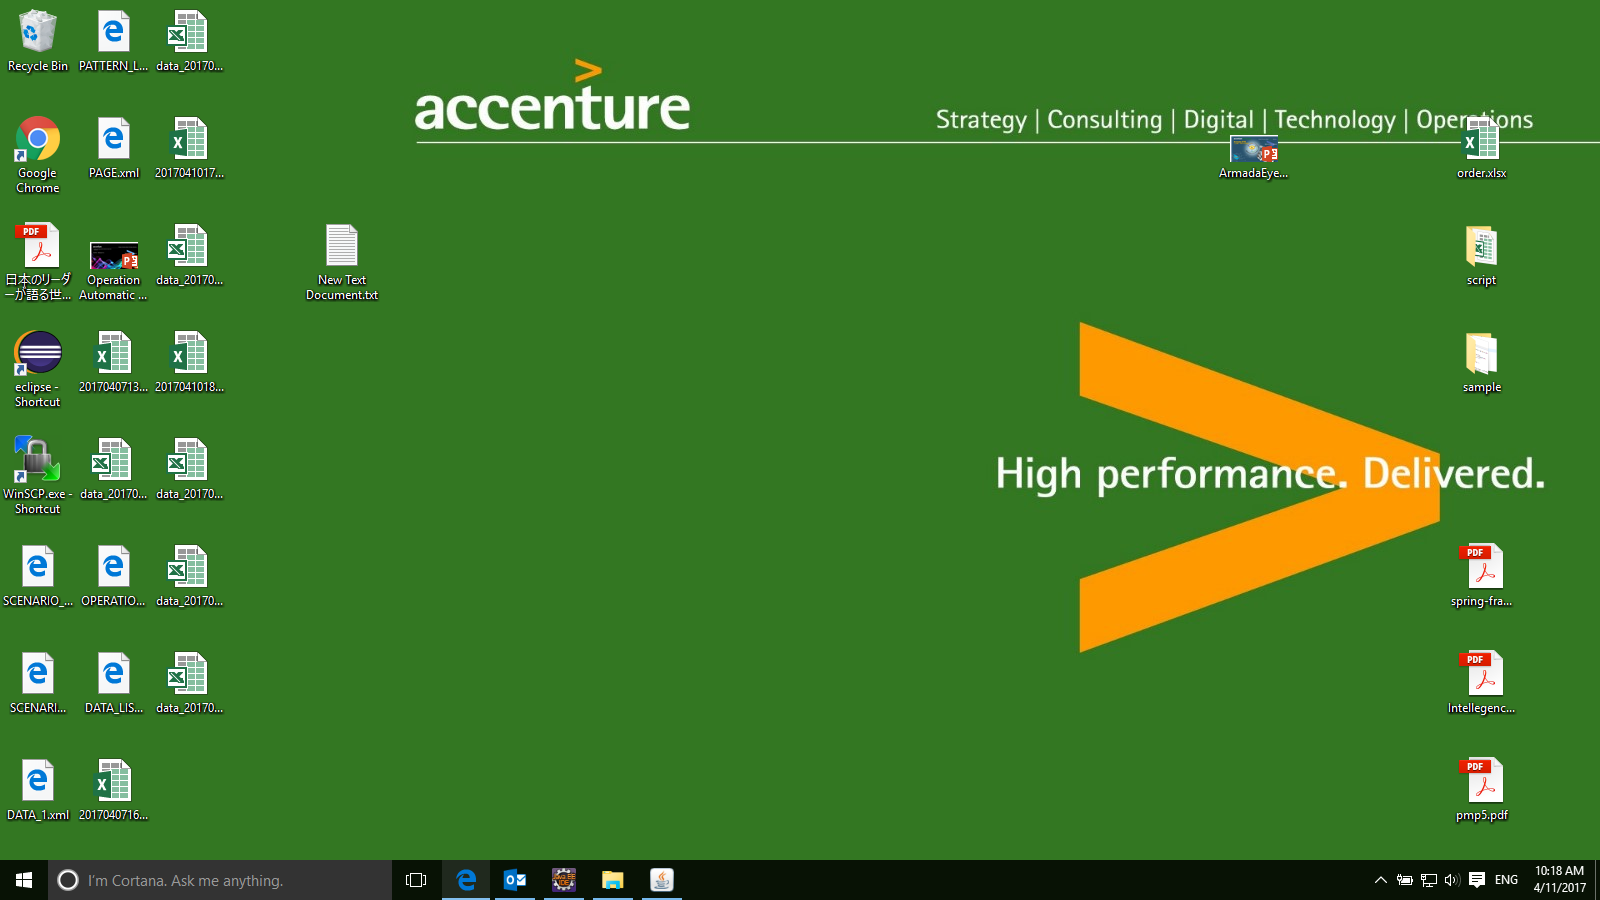 accenture
Strategy | Consulting | Digital | Technology | Operations
High performance. Delivered.
Recycle Bin
PATTERN_L...
data_20170...
Google
Chrome
PAGE.xml
2017041017...
ArmadaEye...
order.xlsx
日本のリーダ
ーが語る世...
Operation
Automatic ...
data_20170...
New Text
Document.txt
script
eclipse -
Shortcut
2017040713...
2017041018...
sample
WinSCP.exe -
Shortcut
data_20170...
data_20170...
SCENARIO_...
OPERATIO...
data_20170...
spring-fra...
SCENARI...
DATA_LIS...
data_20170...
Intellegenc...
DATA_1.xml
2017040716...
pmp5.pdf
I'm Cortana. Ask me anything.
ENG
10:18 AM
4/11/2017